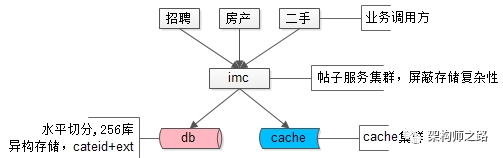 招聘
房产
二手
业务调用方
imc
帖子服务集群，屏蔽存储复杂性
水平切分,256库
异构存储，cateid+ext
db
cache
cache集群
架构师之路